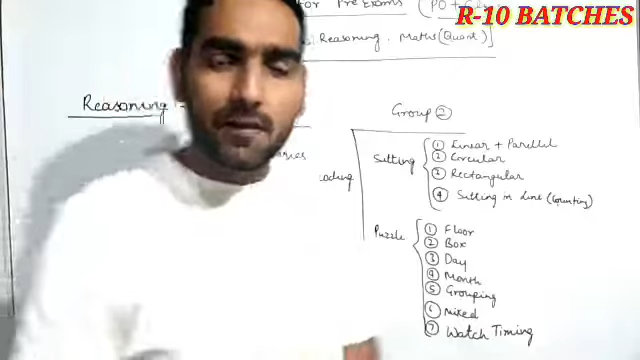 for Pre Exams (PO +
R-10 BATCHES
Reasoning, Maths (Quant)]
Reasoning -
Group ②
Sitting
① Linear + Parallel
② Circular
③ Rectangular
④ Sitting in Line (Counting)
Puzzle
① Floor
② Box
③ Day
④ Month
⑤ Grouping
⑥ Mixed
⑦ Watch Timing